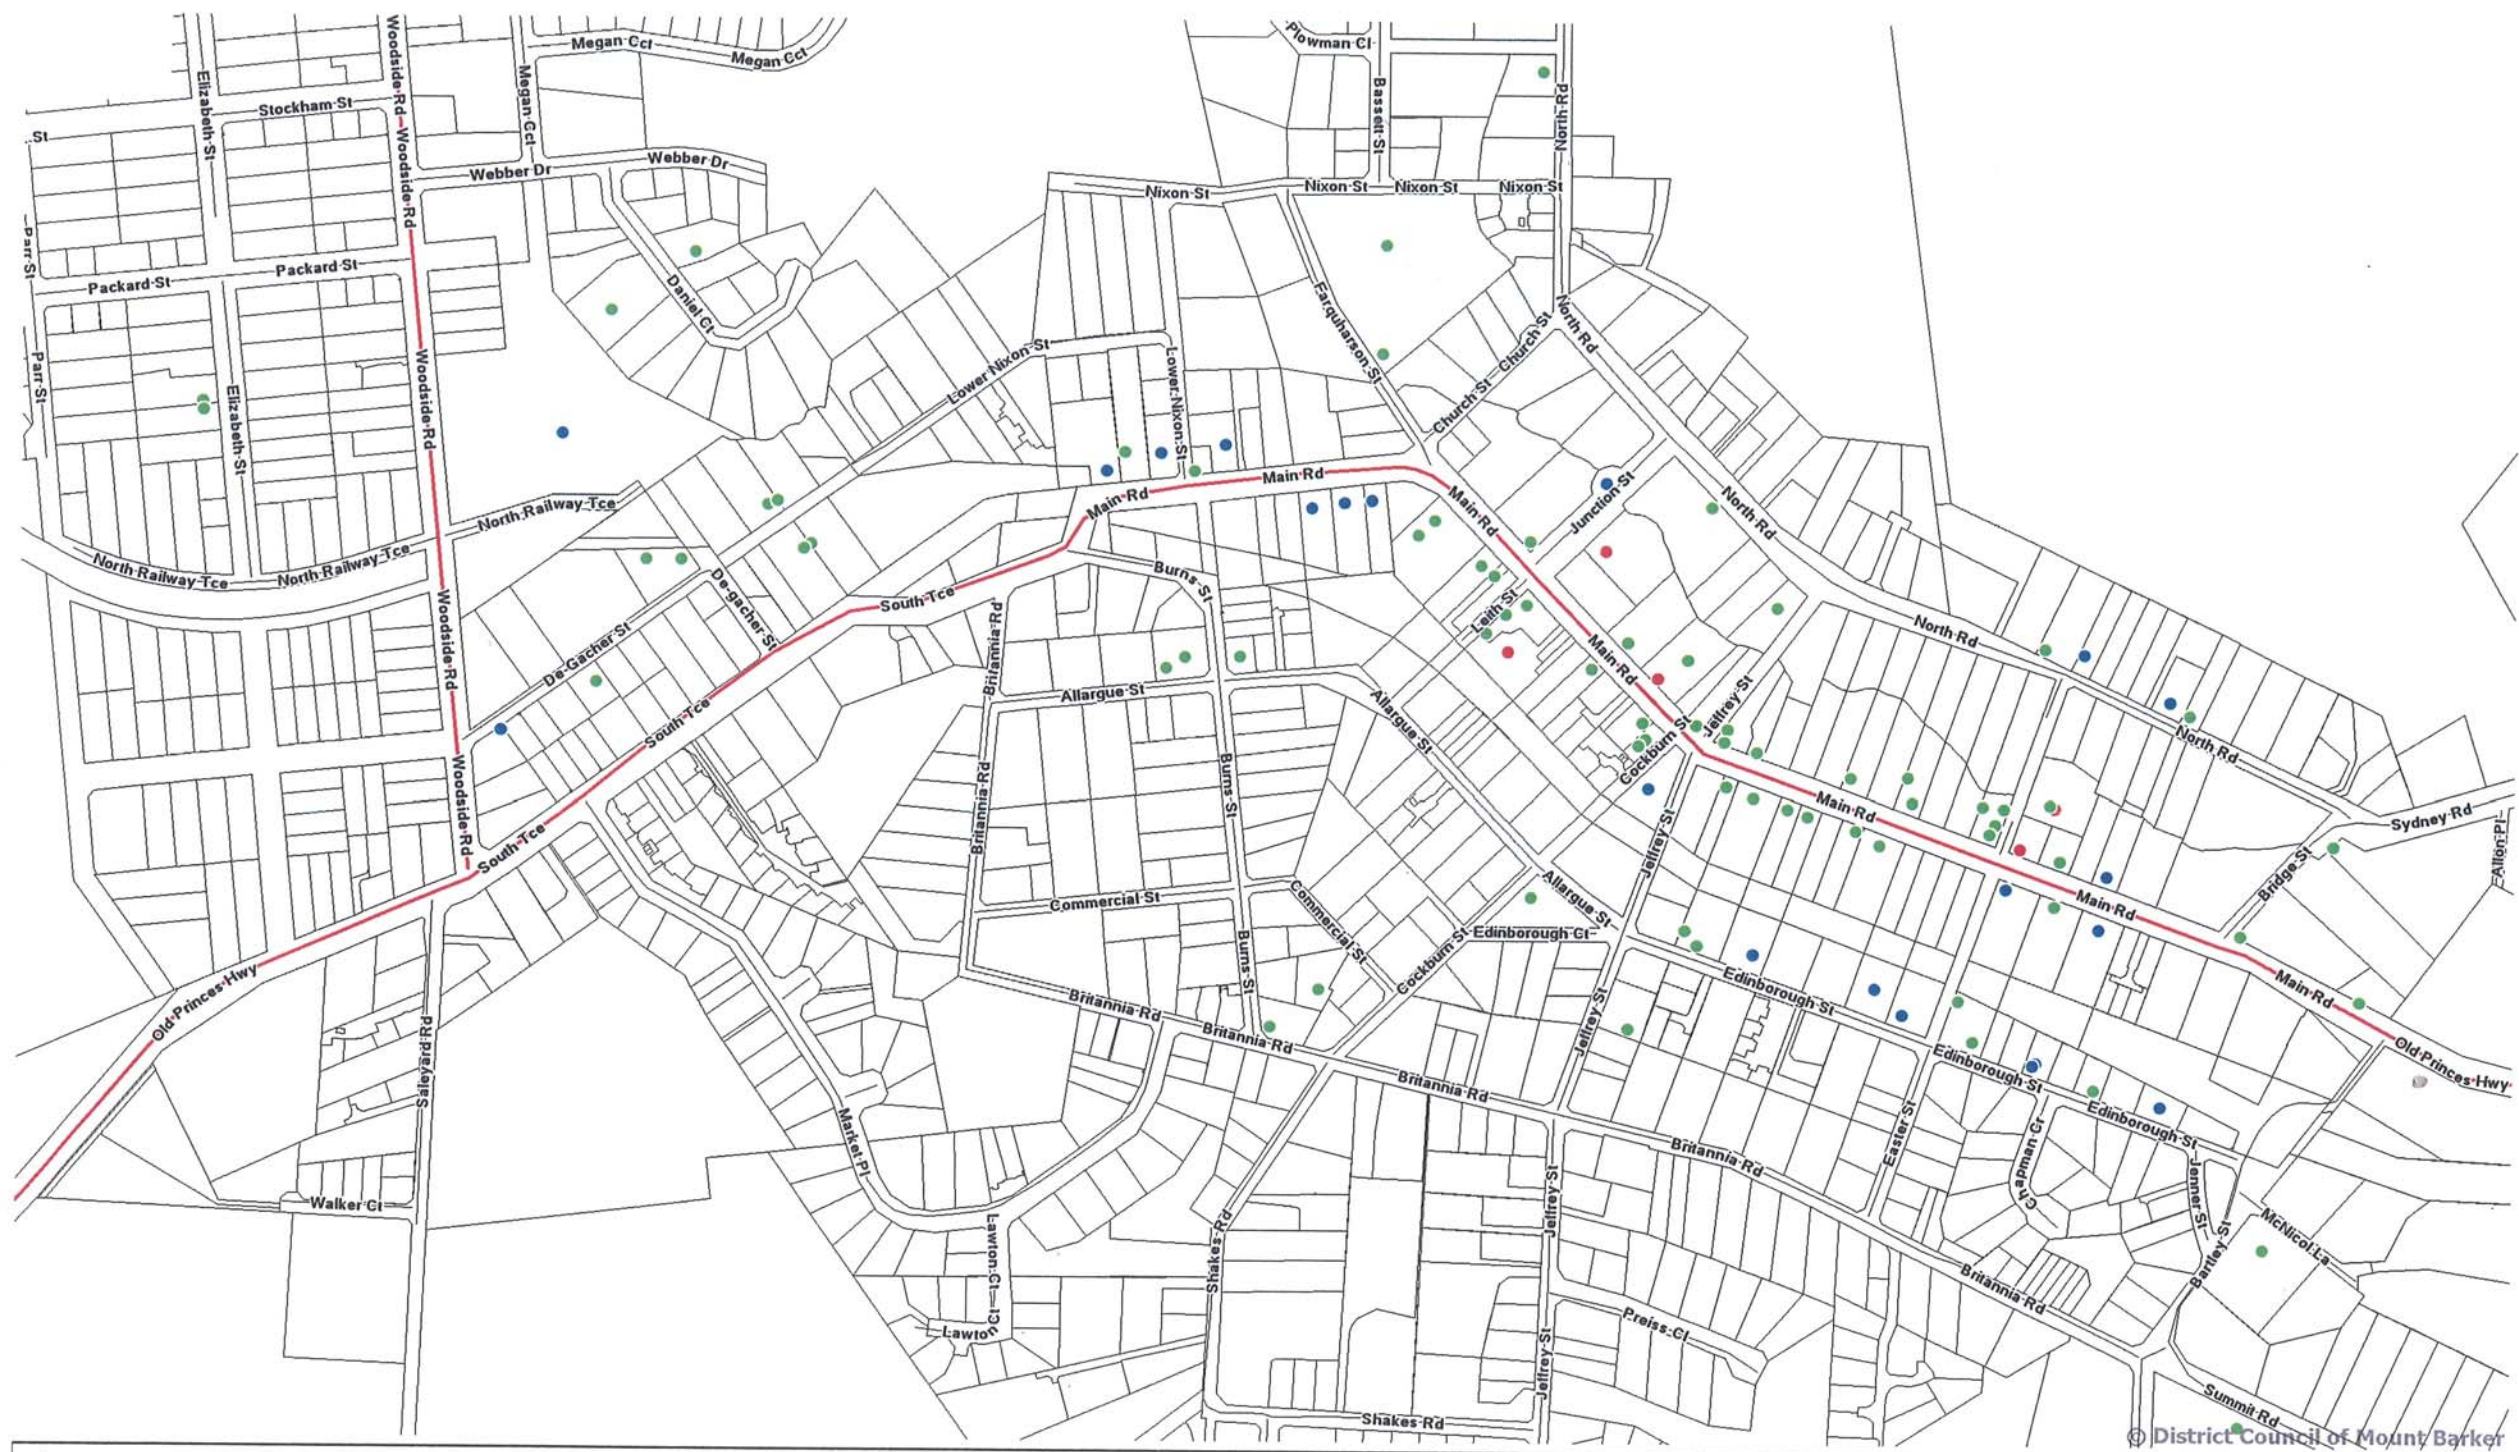 Plowman Cl
Megan Cct
Megan Cct
Woodside Rd
Elizabeth St
Megan Cct
Bassett St
North Rd
Stockham St
St
Woodside Rd
Webber Dr
Webber Dr
Nixon St
Nixon St
Nixon St
Nixon St
Parr St
Packard St
Packard St
Daniel Ct
Farquharson St
North Rd
Church St
Church St
Parr St
Elizabeth St
Woodside Rd
Lower Nixon St
Lower Nixon St
Main Rd
Main Rd
Main Rd
Junction St
North Rd
North Railway Tce
North Railway Tce
North Railway Tce
De-gacher St
South Tce
Burns St
Leith St
Main Rd
North Rd
Woodside Rd
De-Gacher St
Briannia Rd
Allargue St
Allargue St
Cockburn St
Jeffrey St
South Tce
North Rd
Woodside Rd
Britannia Rd
Burns St
Main Rd
Sydney Rd
Allon Pl
South Tce
Jeffrey St
Bridge St
Commercial St
Commercial St
Allargue St
Main Rd
Edinborough Ct
Cockburn St
Burns St
Old Princes Hwy
Britannia Rd
Britannia Rd
Edinborough St
Main Rd
Jeffrey St
Old Princes Hwy
Saleyard Rd
Britannia Rd
Edinborough St
Edinborough St
Market Pl
Easter St
Chapman Cr
Britannia Rd
Jenner St
Walker Ct
Jeffrey St
Shakes Rd
Lawton Ct
Ct
Lawton
McNicol La
Bartley St
Britannia Rd
Preiss Cl
Jeffrey St
Shakes Rd
Summit Rd
© District Council of Mount Barker